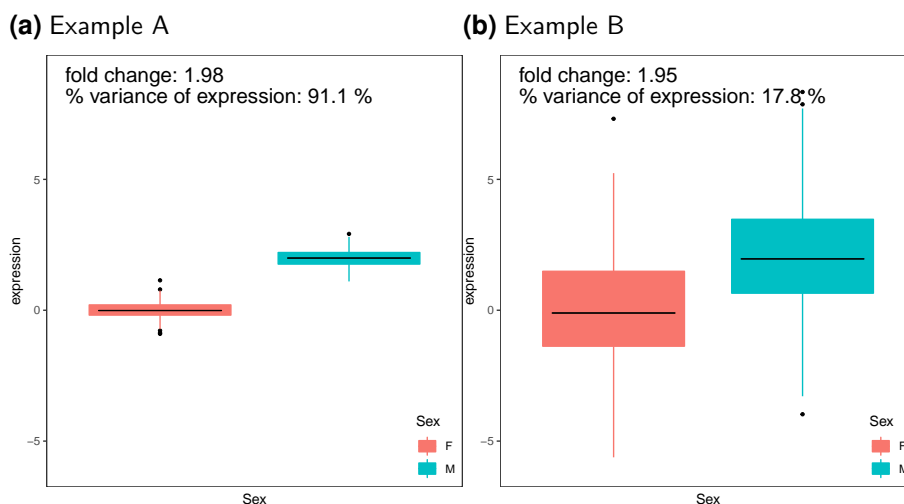 (a) Example A
fold change: 1.98
% variance of expression: 91.1 %
5
0
−5
expression
Sex
Sex
F
M
(b) Example B
fold change: 1.95
% variance of expression: 17.8 %
5
0
−5
expression
Sex
Sex
F
M